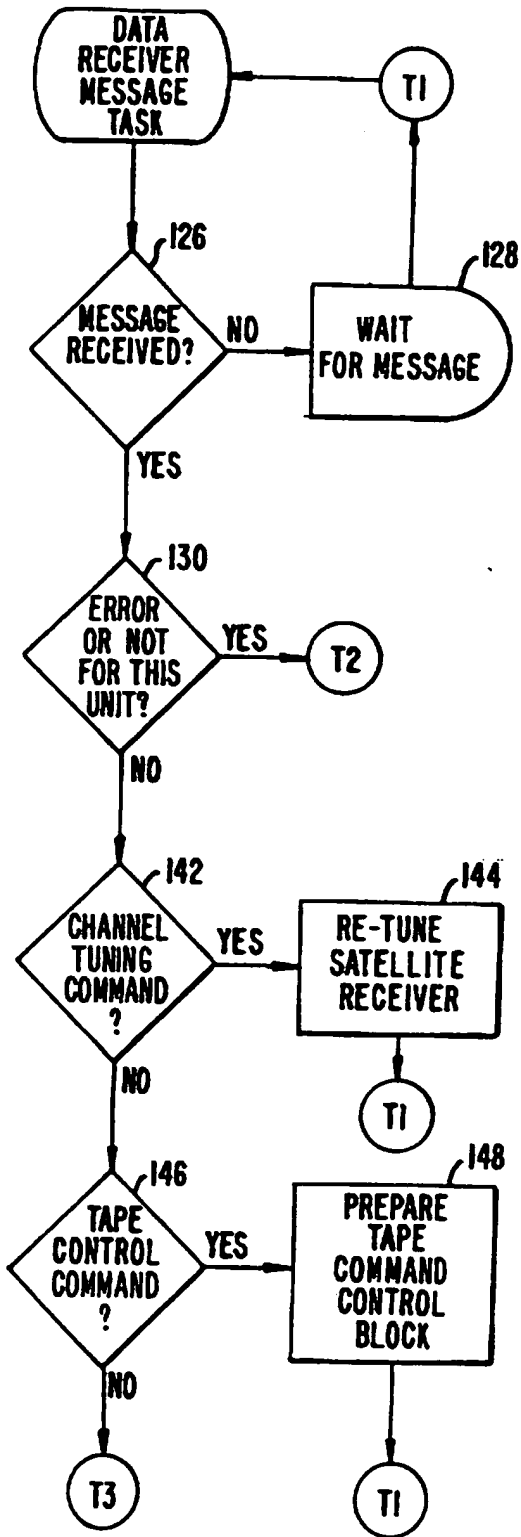 DATA
RECEIVER
MESSAGE
TASK
T1
126
MESSAGE
RECEIVED?
NO
128
WAIT
FOR MESSAGE
YES
130
ERROR
OR NOT
FOR THIS
UNIT?
YES
T2
NO
142
CHANNEL
TUNING
COMMAND
?
YES
144
RE-TUNE
SATELLITE
RECEIVER
T1
NO
146
TAPE
CONTROL
COMMAND
?
YES
148
PREPARE
TAPE
COMMAND
CONTROL
BLOCK
NO
T3
T1